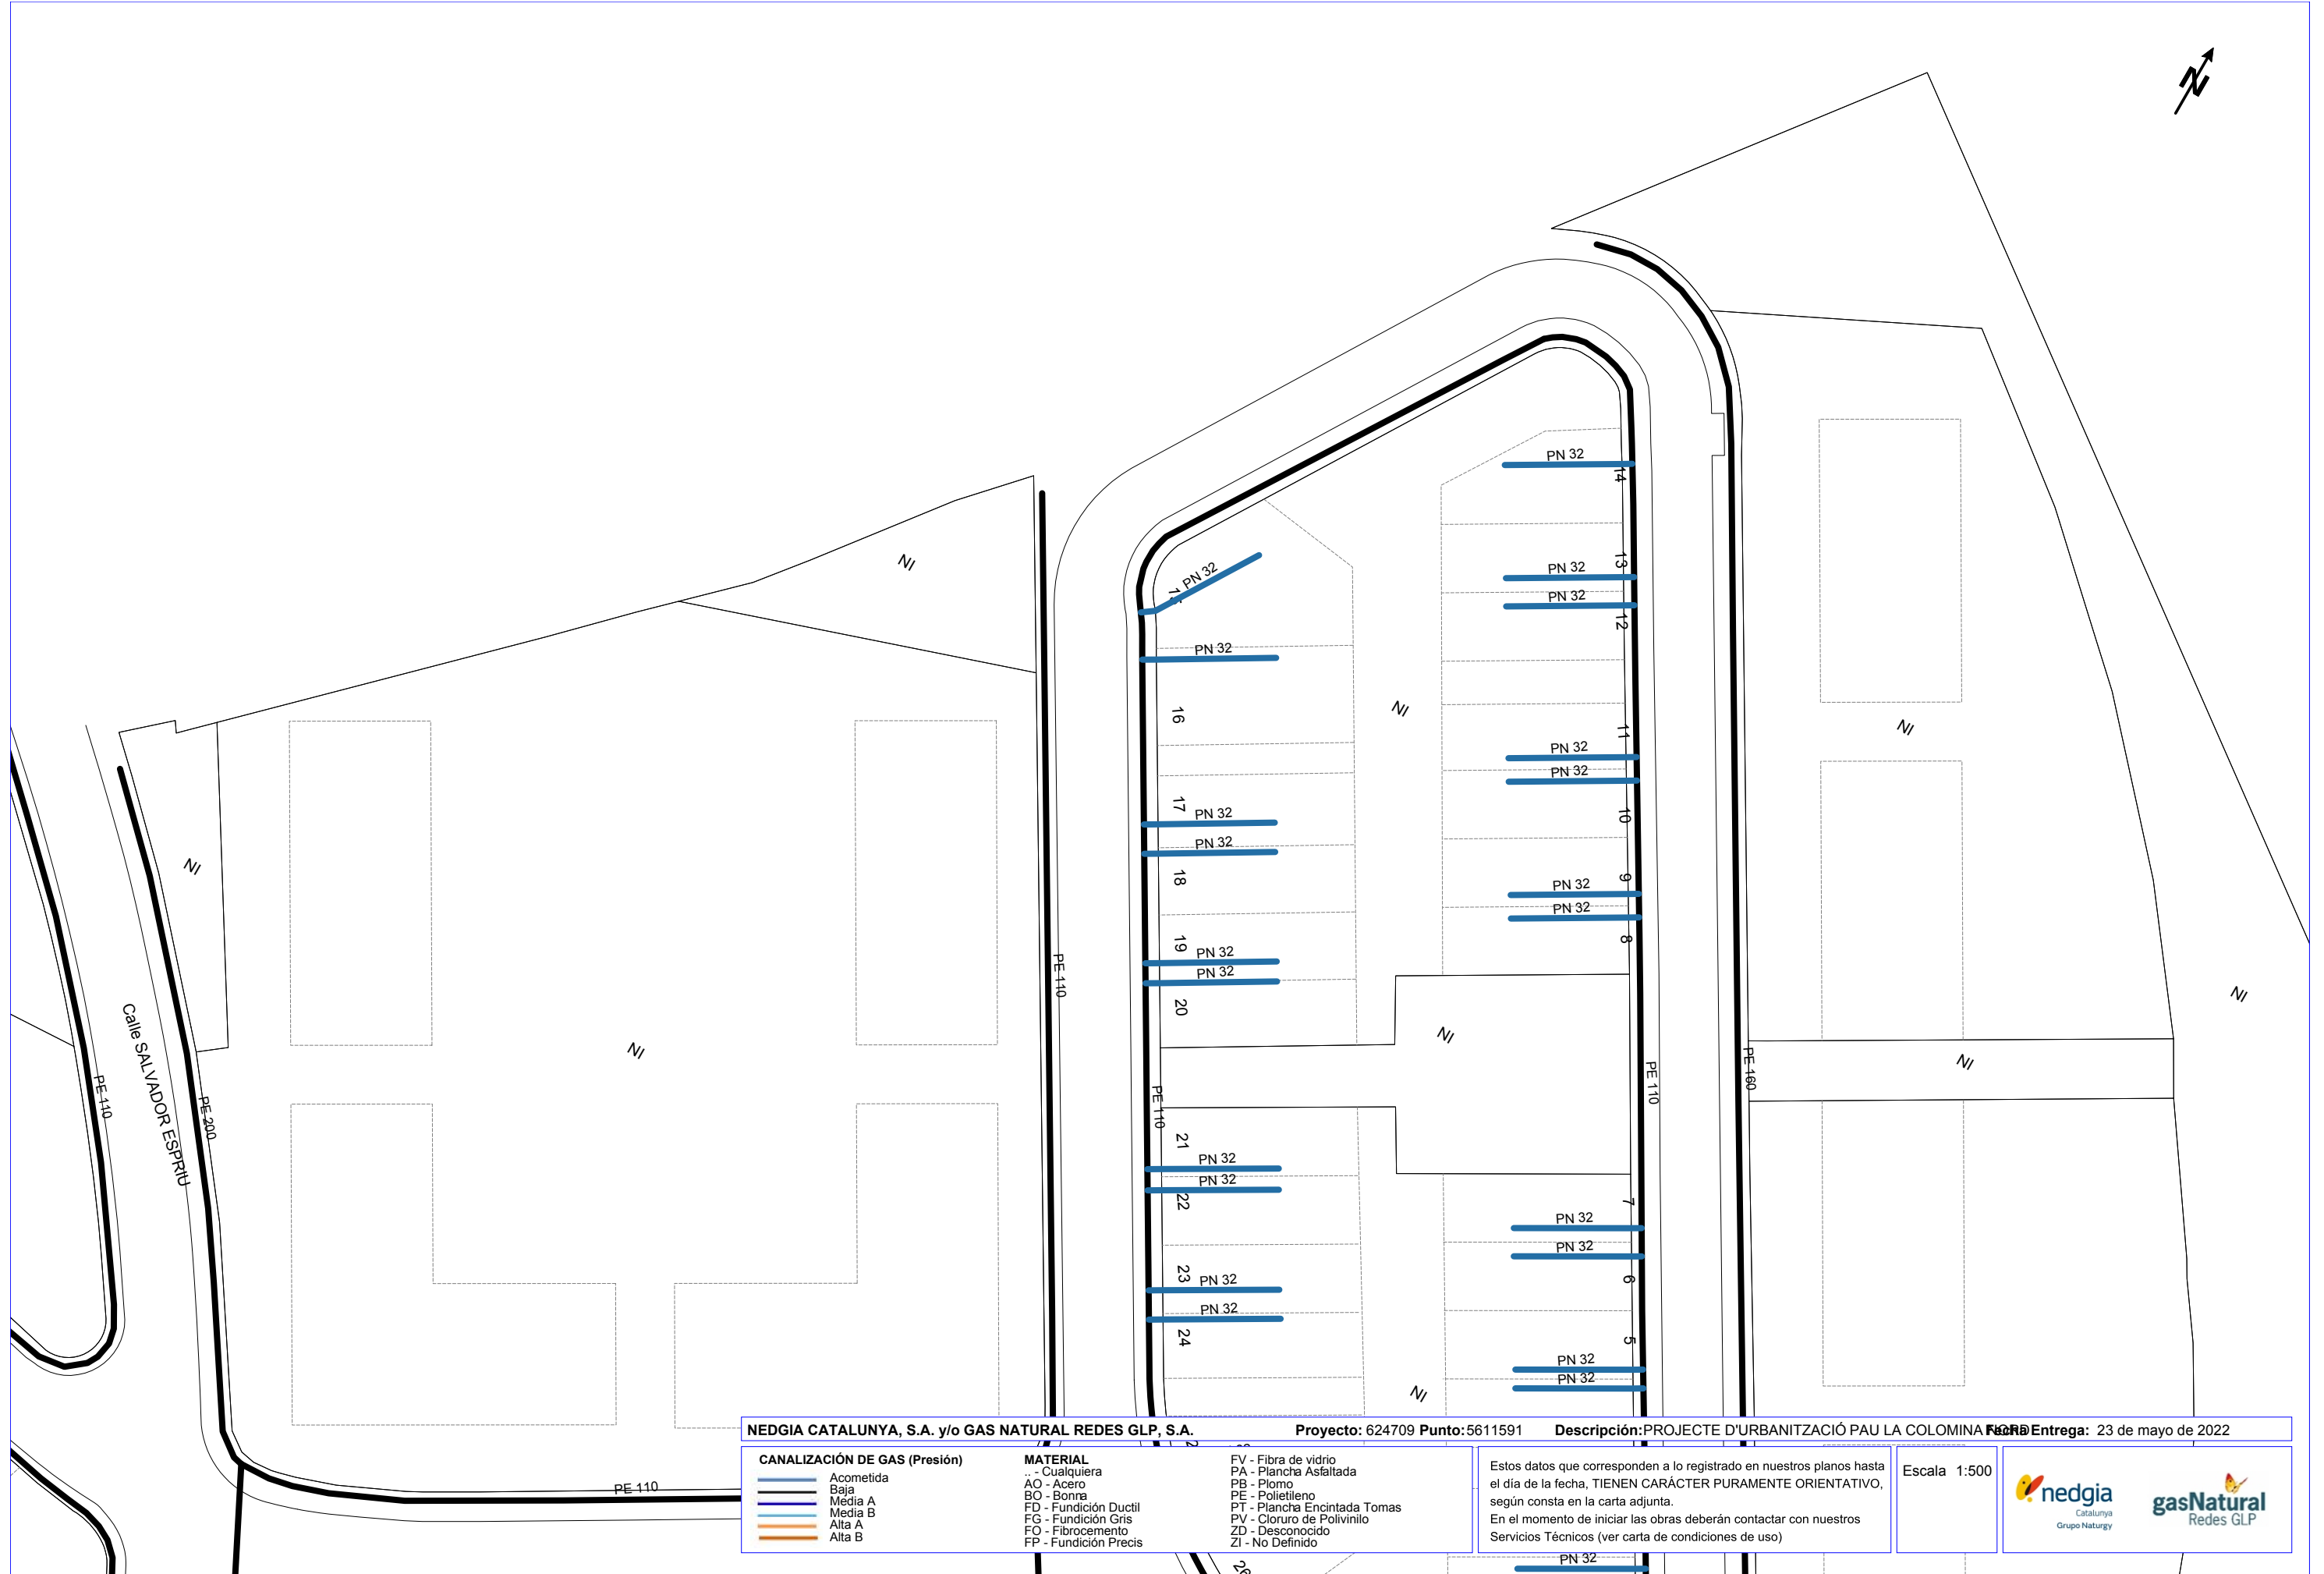 N
PN 32
14
PN 32
13
PN 32
12
NI
PN 32
PN 32
16
NI
11
PN 32
PN 32
10
NI
17
PN 32
PN 32
18
NI
9
PN 32
PN 32
8
19
PN 32
PN 32
20
PE 110
NI
NI
NI
NI
Calle SALVADOR ESPRIU
PE 110
PE 200
PE 110
PE 110
PE 160
21
PN 32
PN 32
22
7
PN 32
PN 32
6
23
PN 32
PN 32
24
5
PN 32
PN 32
NI
PE 110
NEDGIA CATALUNYA, S.A. y/o GAS NATURAL REDES GLP, S.A. Proyecto: 624709 Punto:5611591 Descripción:PROJECTE D'URBANITZACIÓ PAU LA COLOMINA NORD Fecha Entrega: 23 de mayo de 2022
CANALIZACIÓN DE GAS (Presión)
Acometida
Baja
Media A
Media B
Alta A
Alta B
MATERIAL
.. - Cualquiera
AO - Acero
BO - Bonna
FD - Fundición Ductil
FG - Fundición Gris
FO - Fibrocemento
FP - Fundición Precis
FV - Fibra de vidrio
PA - Plancha Asfaltada
PB - Plomo
PE - Polietileno
PT - Plancha Encintada Tomas
PV - Cloruro de Polivinilo
ZD - Desconocido
ZI - No Definido
Estos datos que corresponden a lo registrado en nuestros planos hasta
el día de la fecha, TIENEN CARÁCTER PURAMENTE ORIENTATIVO,
según consta en la carta adjunta.
En el momento de iniciar las obras deberán contactar con nuestros
Servicios Técnicos (ver carta de condiciones de uso)
Escala 1:500
nedgia
Catalunya
Grupo Naturgy
gasNatural
Redes GLP
PN 32